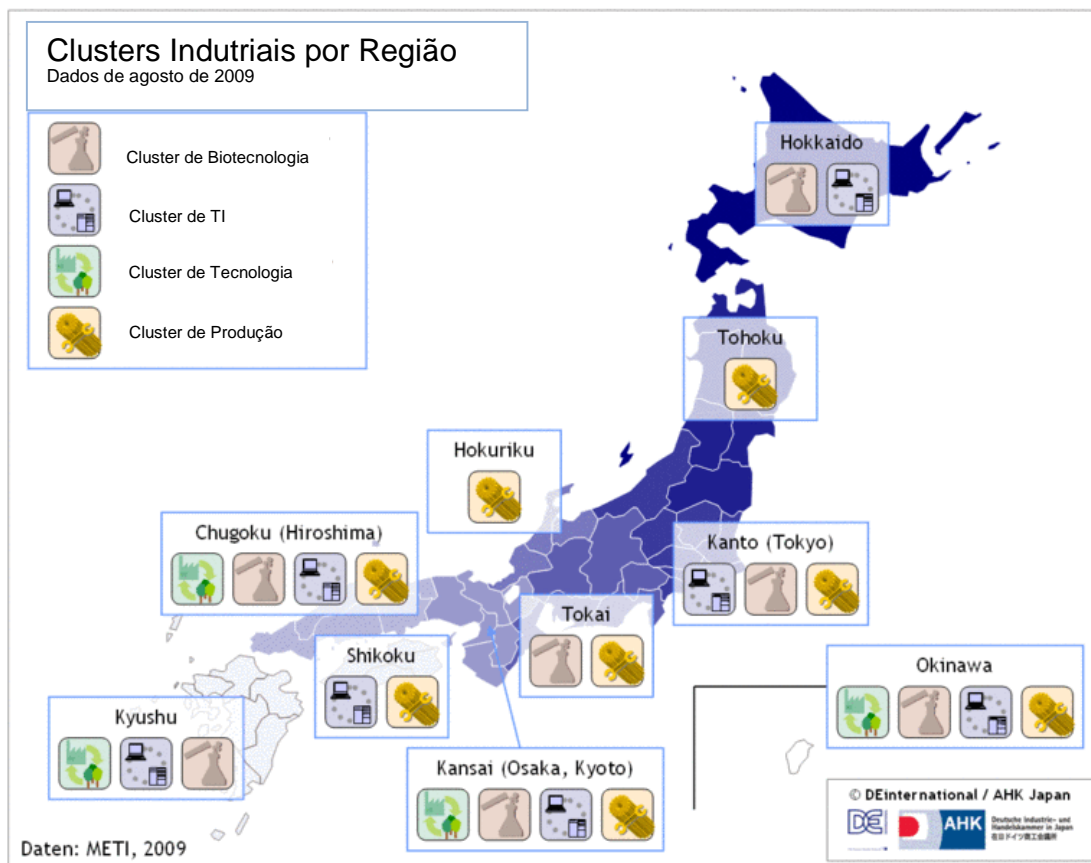 Clusters Indutriais por Região
Dados de agosto de 2009
Cluster de Biotecnologia
Cluster de TI
Cluster de Tecnologia
Cluster de Produção
Hokkaido
Tohoku
Hokuriku
Chugoku (Hiroshima)
Kanto (Tokyo)
Tokai
Shikoku
Okinawa
Kyushu
Kansai (Osaka, Kyoto)
© DEinternational / AHK Japan
DE
AHK
Deutsche Industrie- und
Handelskammer in Japan
在日ドイツ商工会議所
Daten: METI, 2009